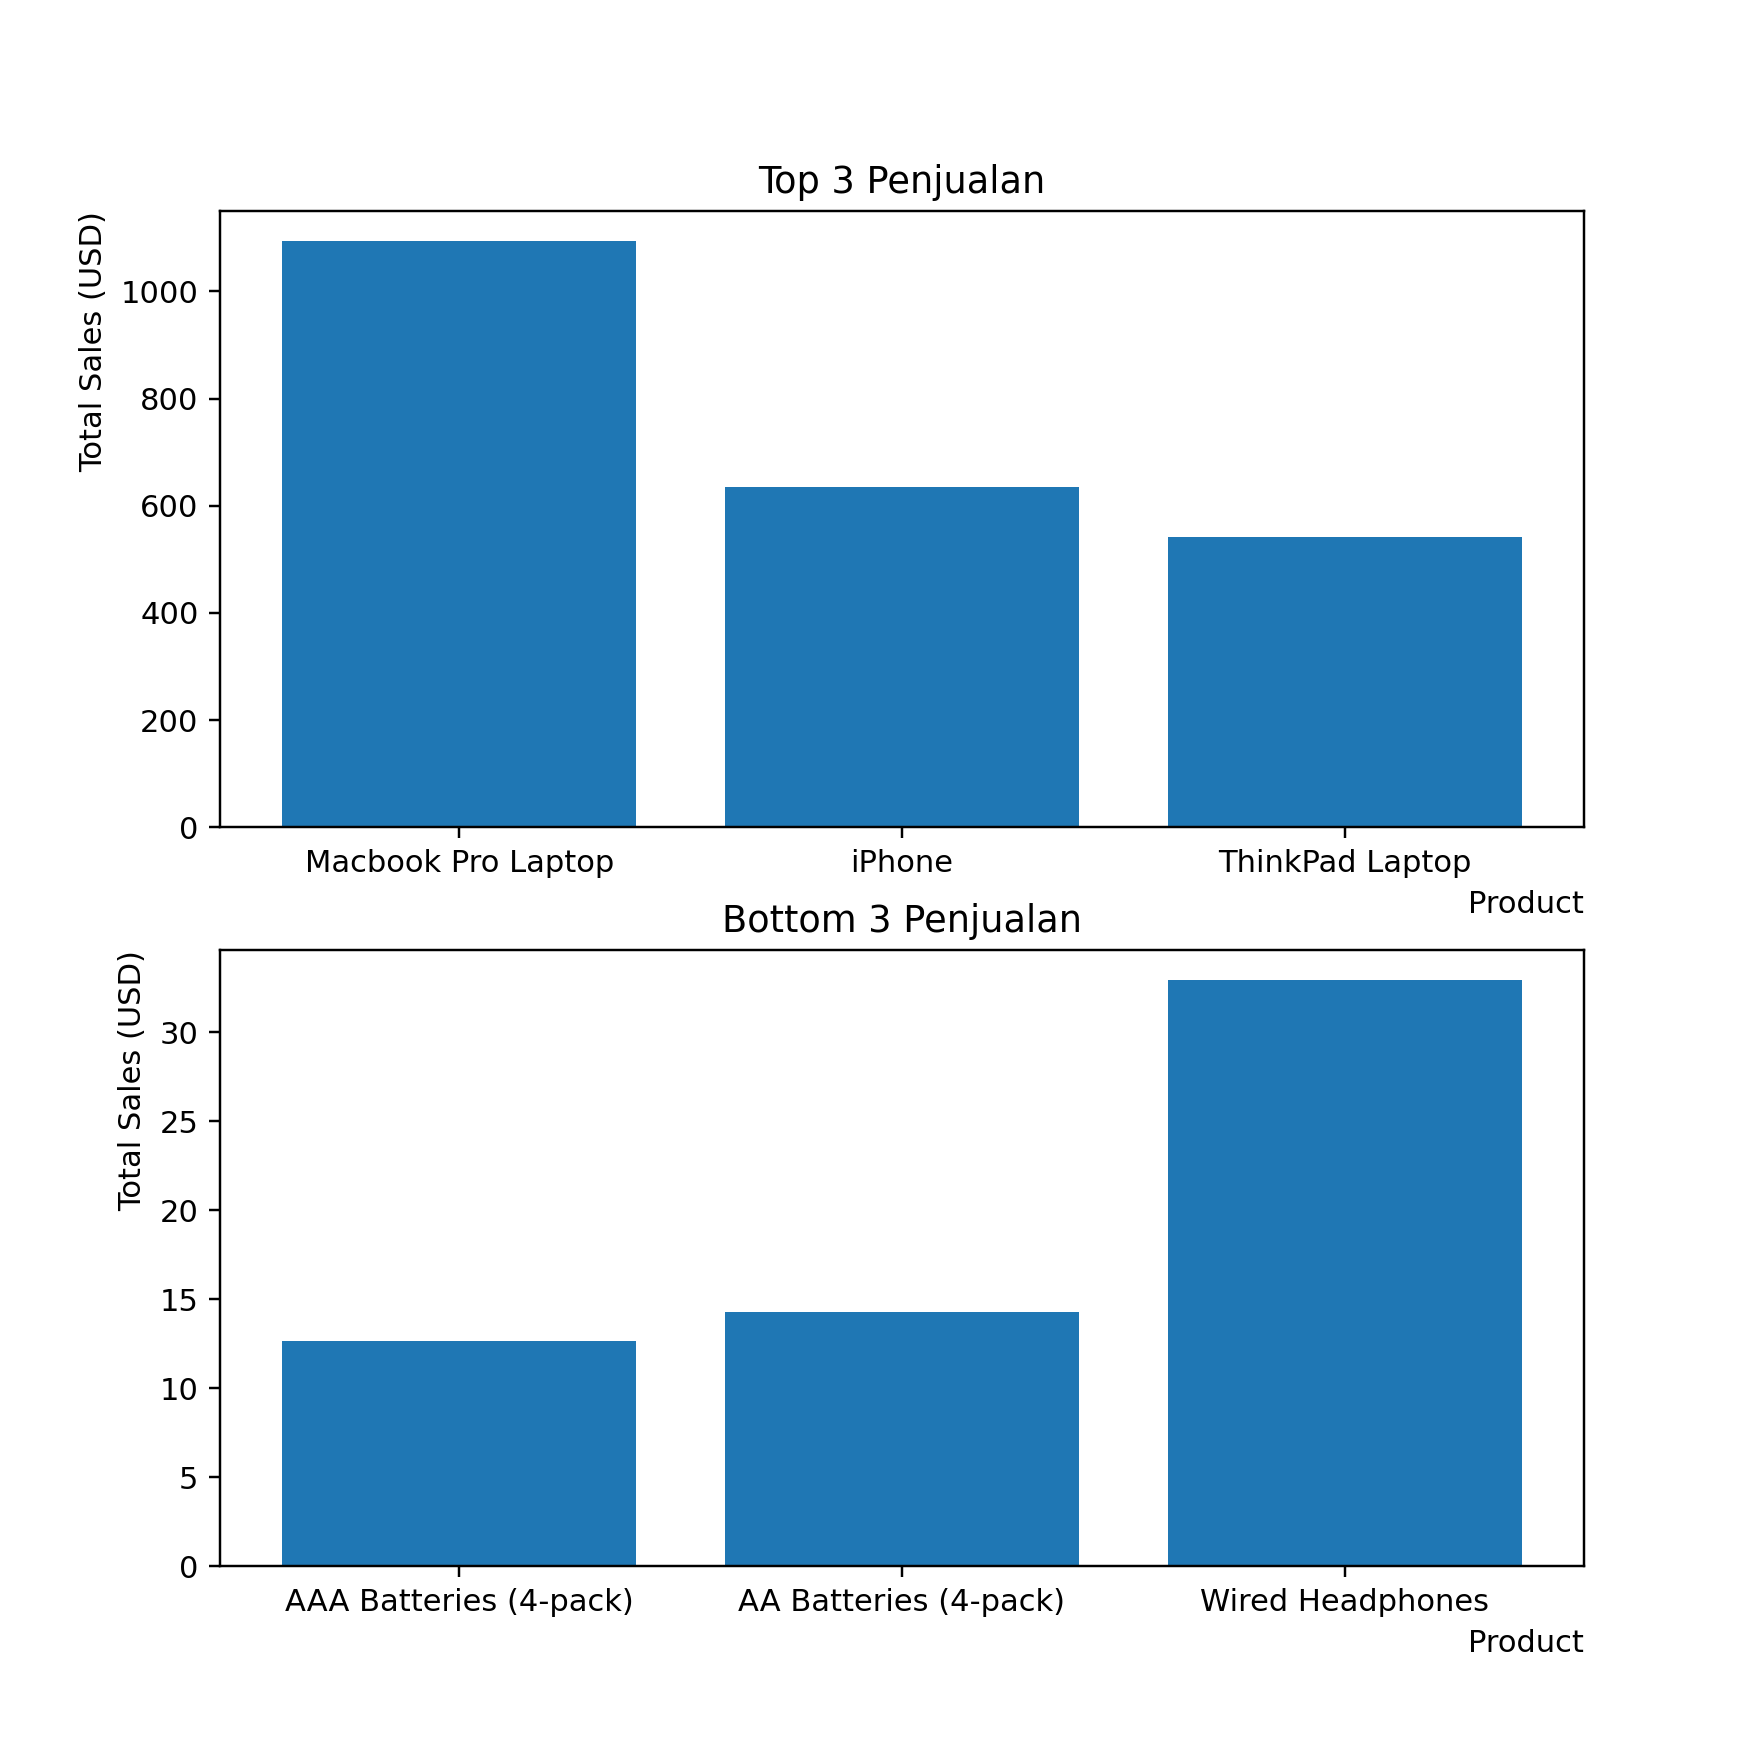 Top 3 Penjualan
Total Sales (USD)
1000
800
600
400
200
0
Macbook Pro Laptop
iPhone
ThinkPad Laptop
Product
Bottom 3 Penjualan
Total Sales (USD)
30
25
20
15
10
5
0
AAA Batteries (4-pack)
AA Batteries (4-pack)
Wired Headphones
Product